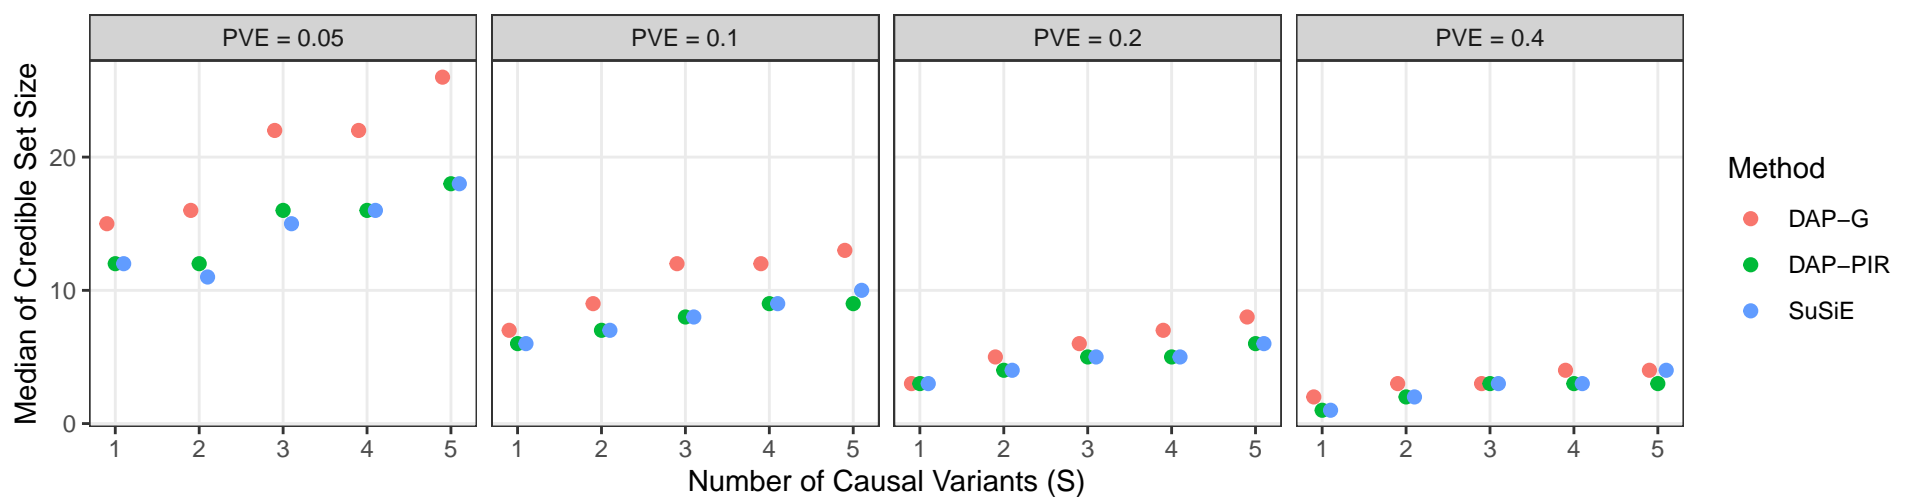 PVE = 0.05
PVE = 0.1
PVE = 0.2
PVE = 0.4
Median of Credible Set Size
20
10
0
1 2 3 4 5
1 2 3 4 5
1 2 3 4 5
1 2 3 4 5
Number of Causal Variants (S)
Method
DAP−G
DAP−PIR
SuSiE